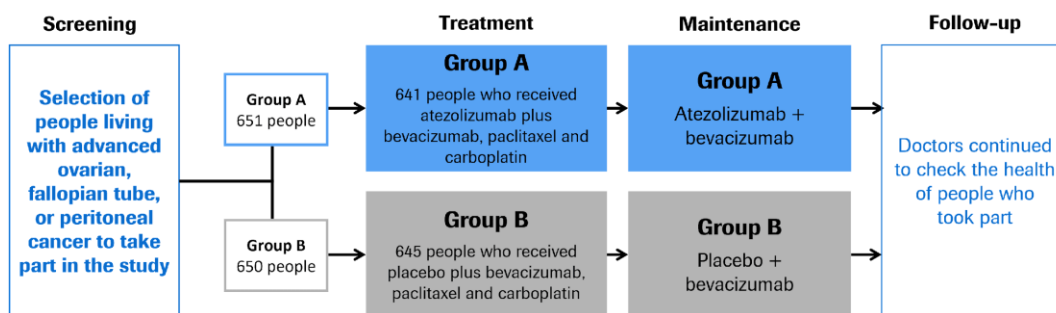 Screening
Treatment
Maintenance
Follow-up
Selection of
people living
with advanced
ovarian,
fallopian tube,
or peritoneal
cancer to take
part in the study
Group A
651 people
Group B
650 people
Group A
641 people who received
atezolizumab plus
bevacizumab, paclitaxel and
carboplatin
Group B
645 people who received
placebo plus bevacizumab,
paclitaxel and carboplatin
Group A
Atezolizumab +
bevacizumab
Group B
Placebo +
bevacizumab
Doctors continued
to check the health
of people who
took part